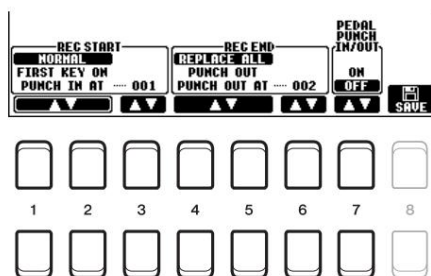 PEDAL
PUNCH
IN/OUT
REC START
REC END
NORMAL
REPLACE ALL
FIRST KEY ON
PUNCH OUT
ON
PUNCH IN AT ···· 001
PUNCH OUT AT ···· 002
OFF
SAVE
1 2 3 4 5 6 7 8